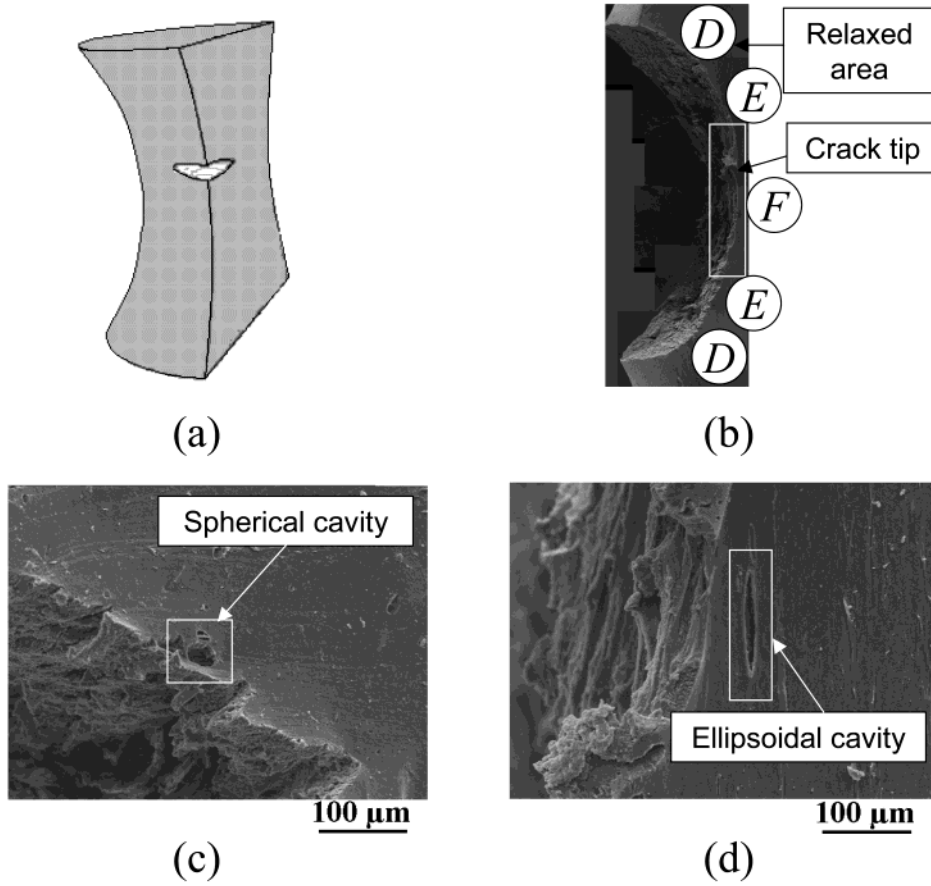 D
Relaxed
area
E
Crack tip
F
E
D
(a)
(b)
Spherical cavity
Ellipsoidal cavity
100 µm
100 µm
(c)
(d)